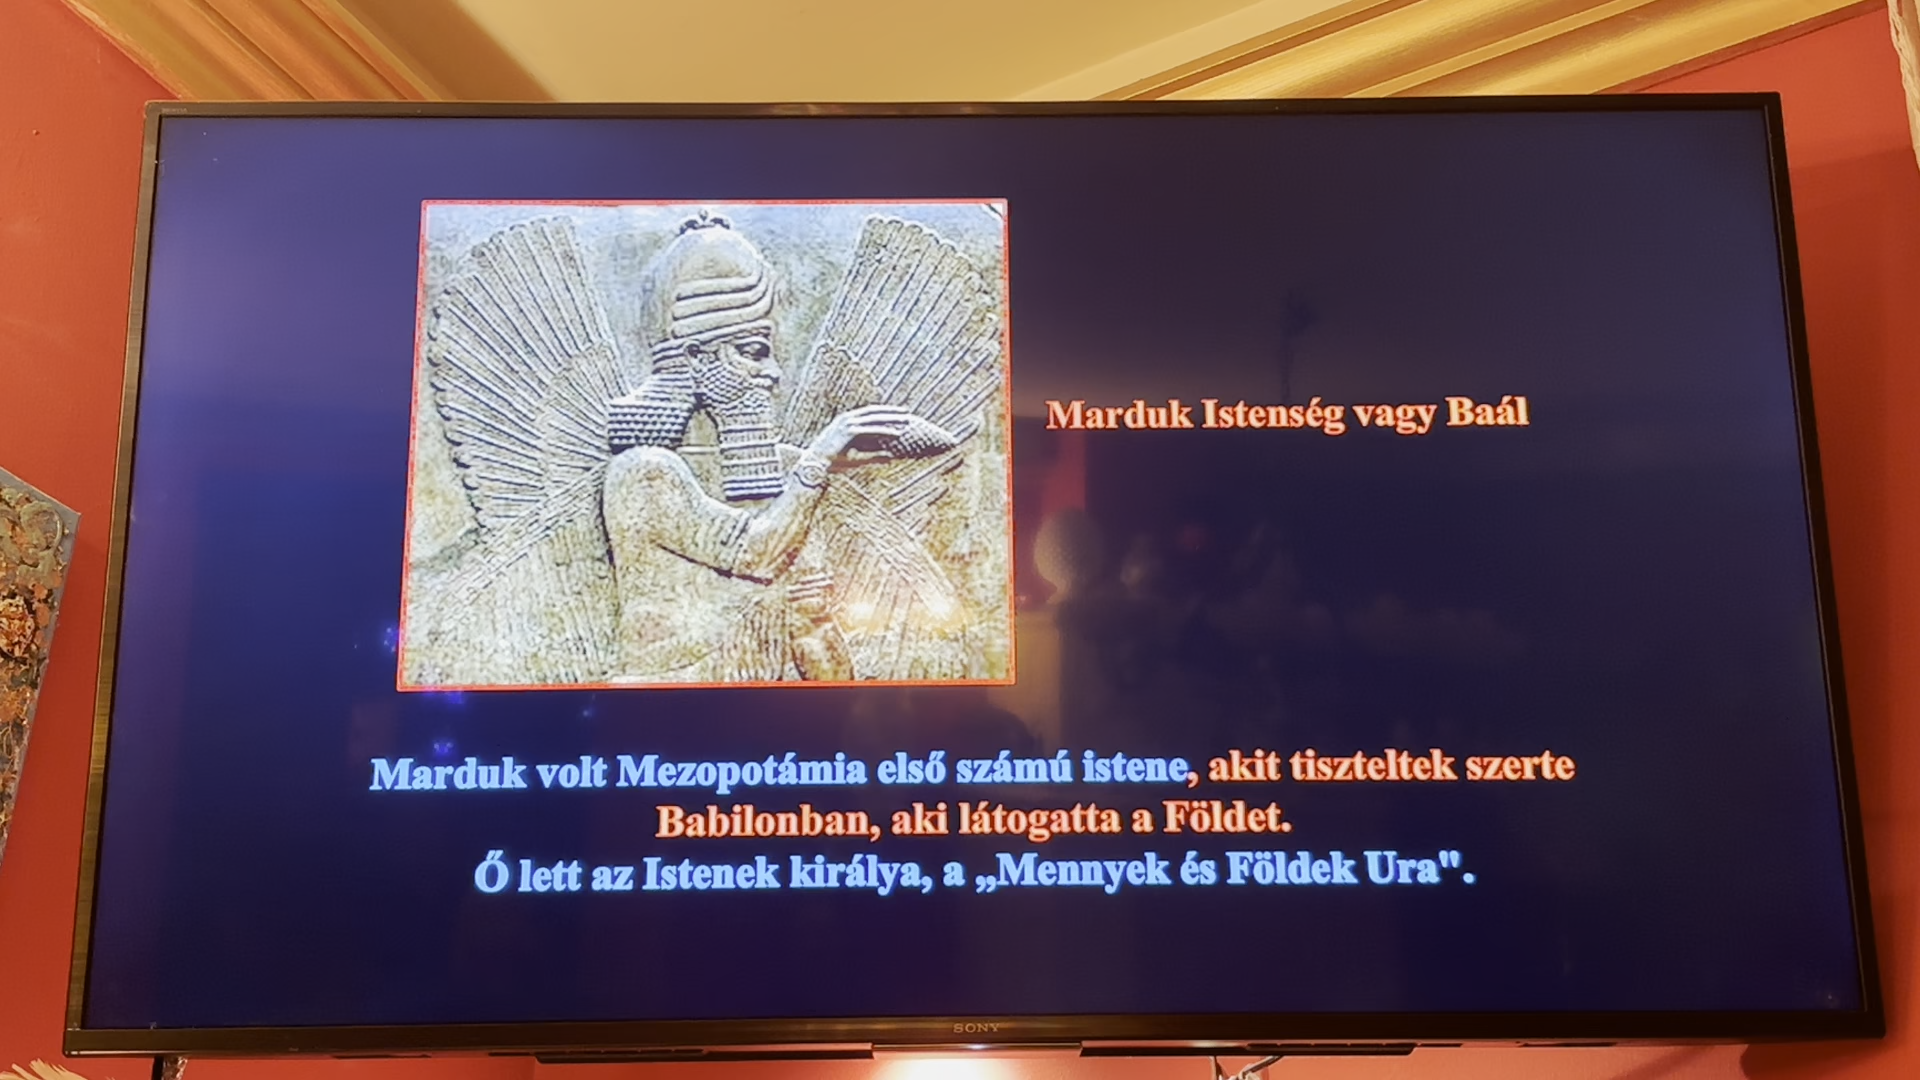 Marduk Istenség vagy Baál
Marduk volt Mezopotámia első számú istene, akit tiszteltek szerte
Babilonban, aki látogatta a Földet.
Ő lett az Istenek királya, a „Mennyek és Földek Ura".
SONY